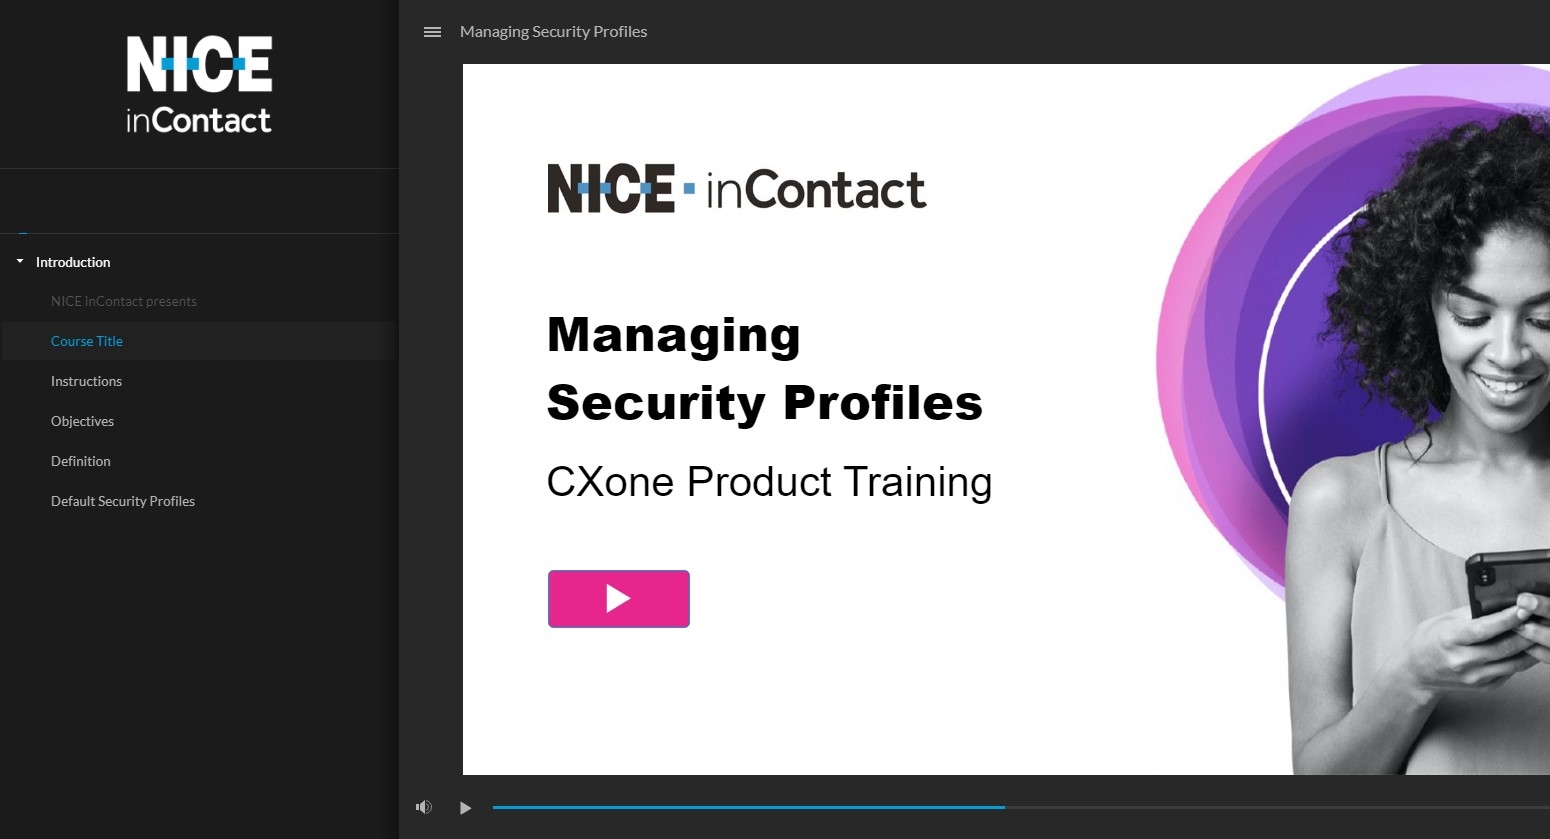 NICE
inContact
Introduction
NICE inContact presents
Course Title
Instructions
Objectives
Definition
Default Security Profiles
Managing Security Profiles
NICE inContact
Managing
Security Profiles
CXone Product Training